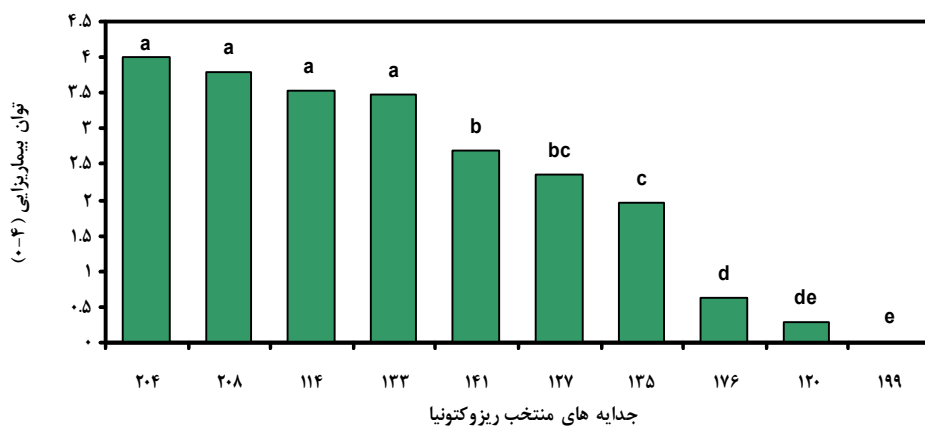 توان بیماریزایی (۴-۰)
۴.۵
۴
۳.۵
۳
۲.۵
۲
۱.۵
۱
۰.۵
۰
a
a
a
a
b
bc
c
d
de
e
۲۰۴ ۲۰۸ ۱۱۴ ۱۳۳ ۱۴۱ ۱۲۷ ۱۳۵ ۱۷۶ ۱۲۰ ۱۹۹
جدایه های منتخب ریزوکتونیا